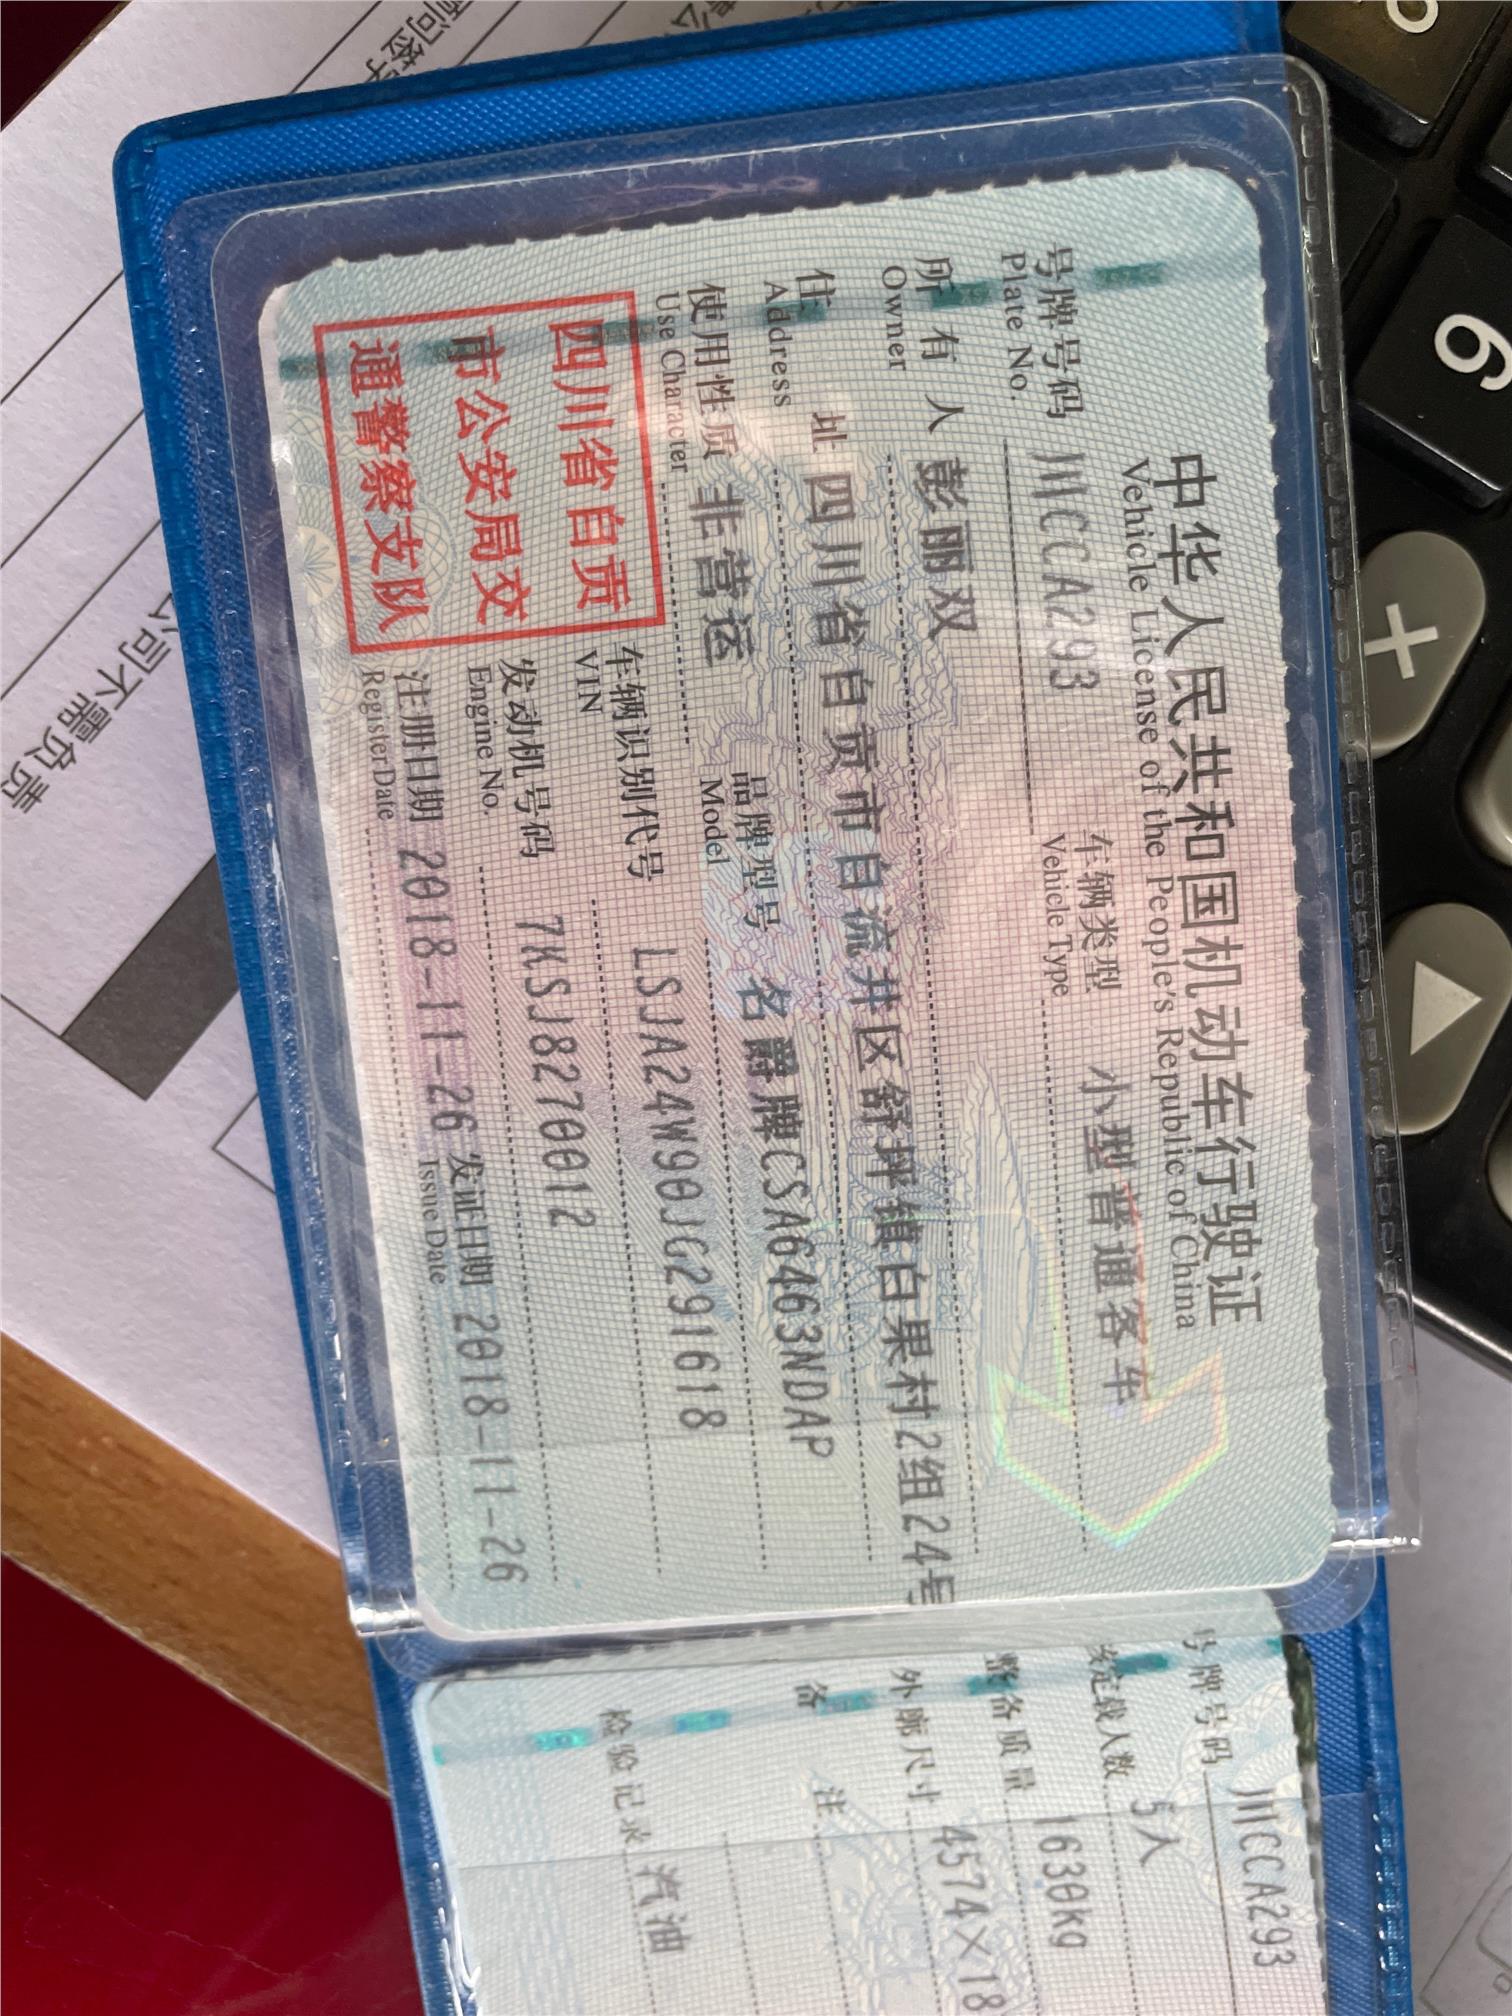 中华人民共和国机动车行驶证
Vehicle License of the People's Republic of China
号牌号码 川CCA293 车辆类型 小型普通客车
Plate No. Vehicle Type
所有人 彭丽双
Owner
住址 四川省自贡市自流井区舒坪镇白果村2组24号
Address
使用性质 非营运 品牌型号 名爵牌CSA6463NDAP
Use Character Model
四川省自贡
市公安局交
通警察支队
车辆识别代号 LSJA24W90JG291618
VIN
发动机号码 7KSJ8270012
Engine No.
注册日期 2018-11-26 发证日期 2018-11-26
Register Date Issue Date
号牌号码 川CCA293
核定载人数 5人
整备质量 1630kg
外廓尺寸 4574×18
备注
检验记录 汽油
公司不需负责
6
+